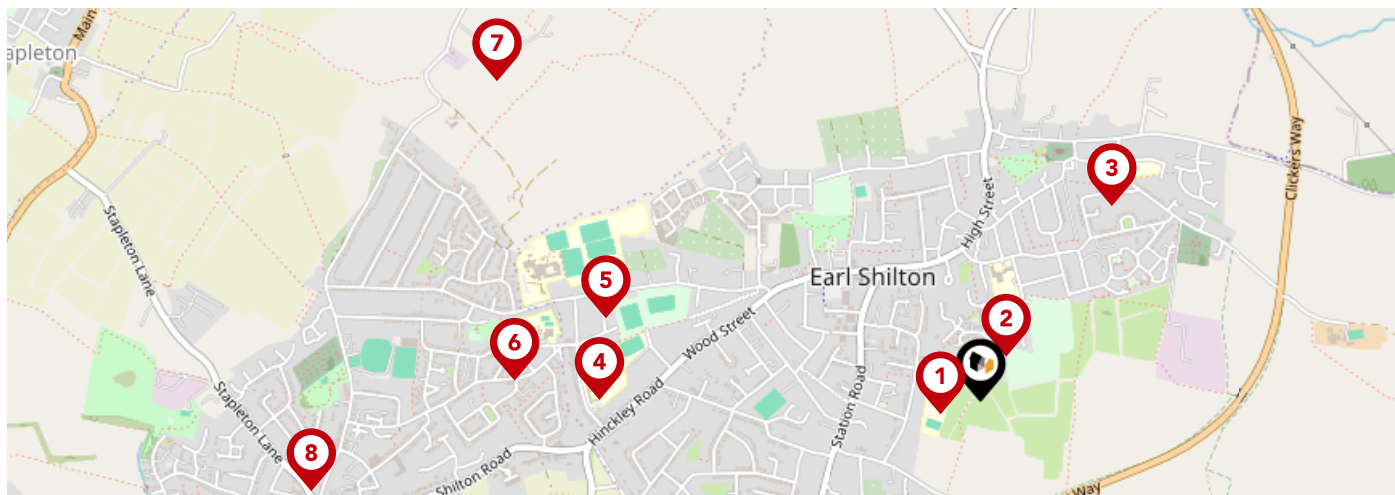 Main
apleton
7
3
Clickers Way
High Street
Stapleton Lane
Earl Shilton
5
2
Wood Street
6
4
1
Hinckley Road
Station Road
Stapleton Lane
8
Shilton Road
Way